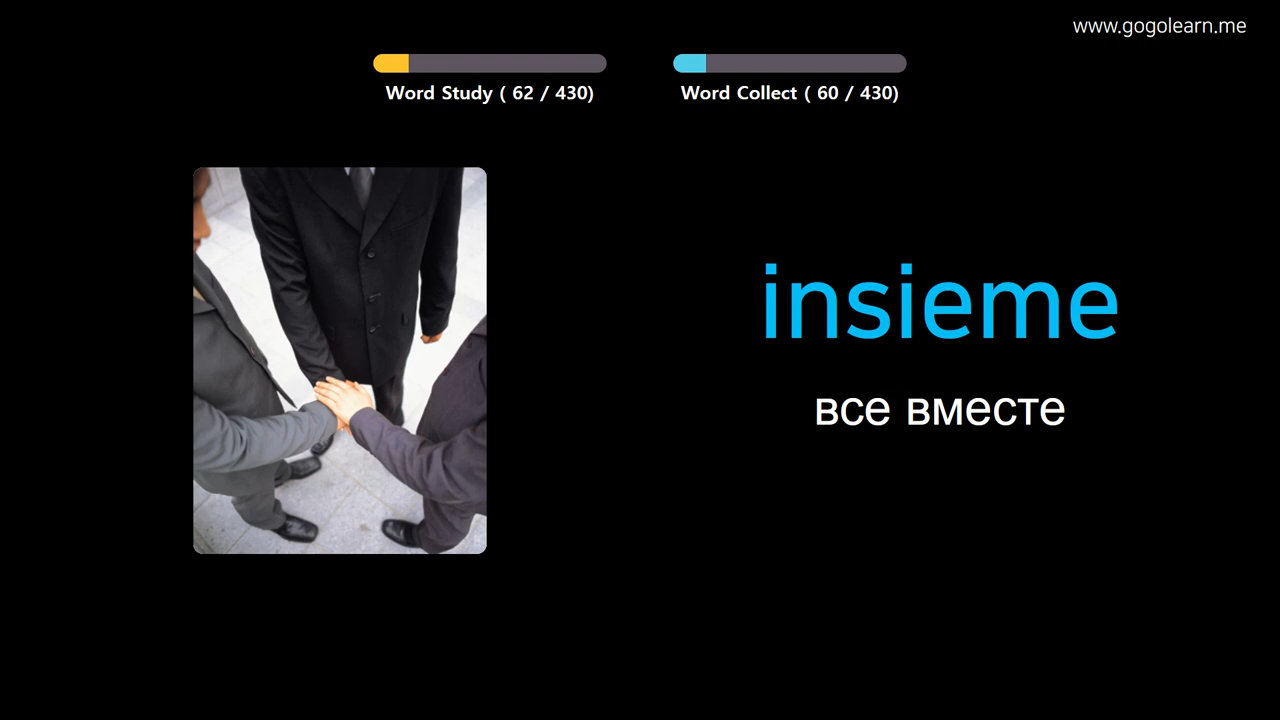 www.gogolearn.me
Word Study ( 62 / 430)
Word Collect ( 60 / 430)
insieme
все вместе